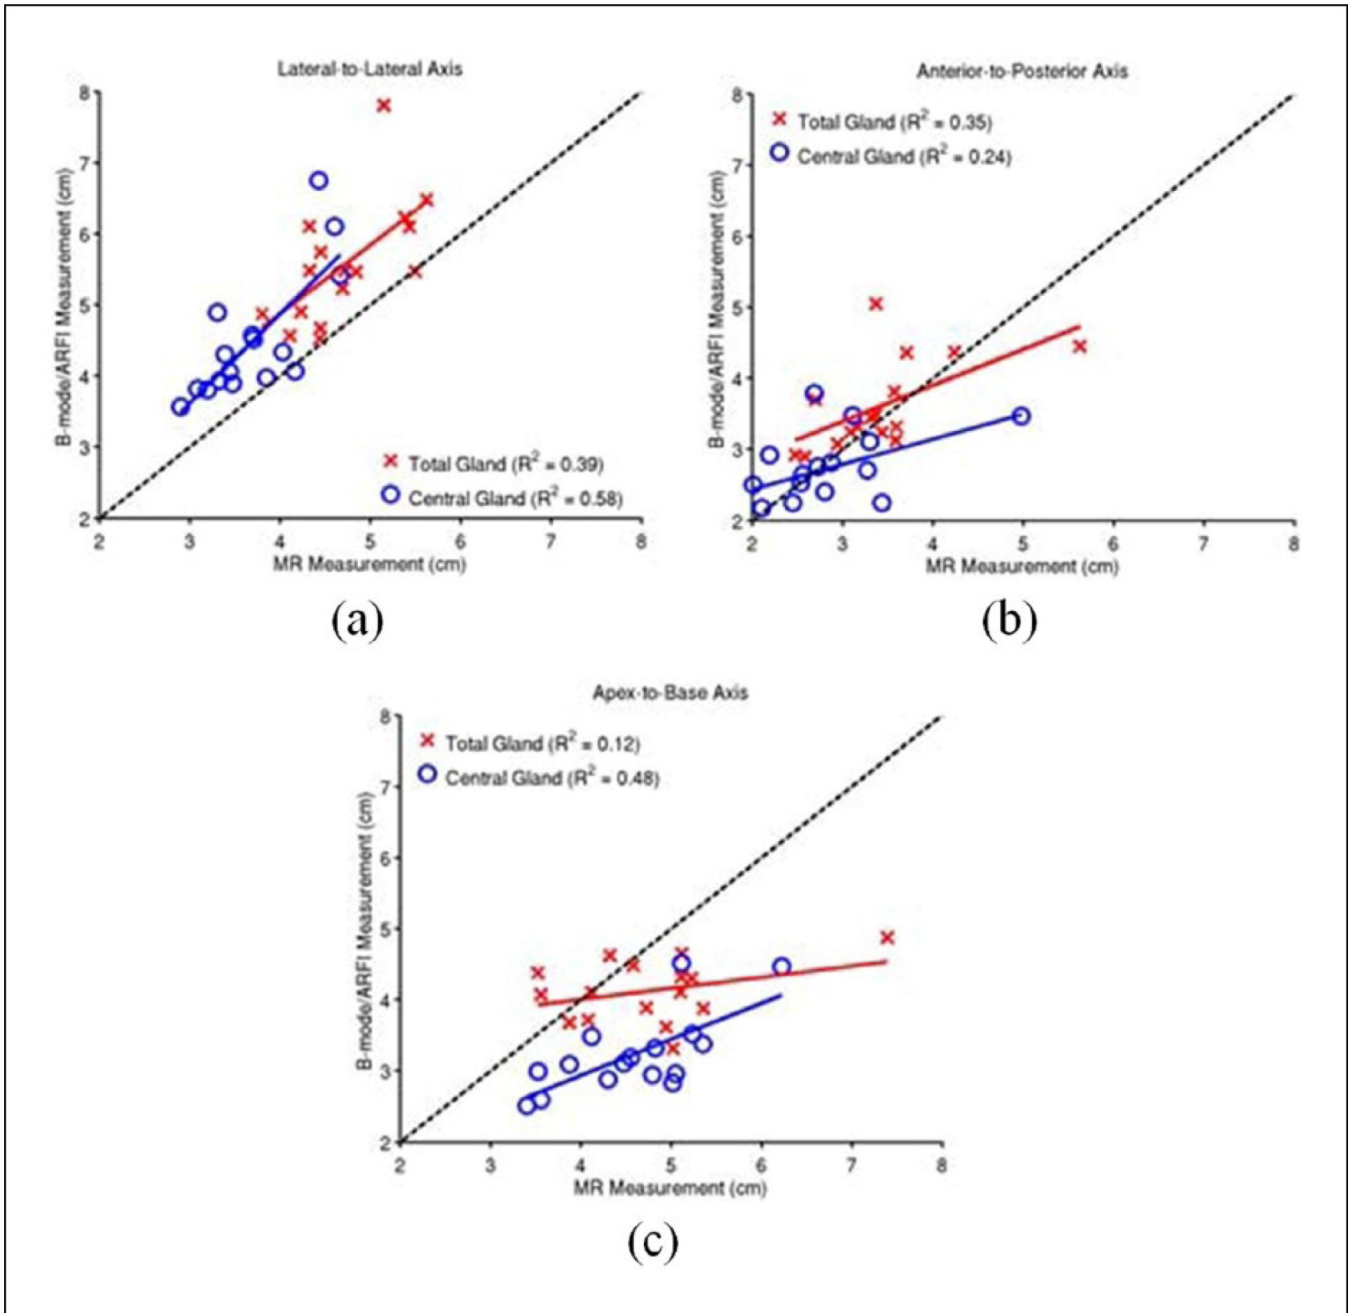 Lateral-to-Lateral Axis
8
7
6
5
4
3
2
B-mode/ARFI Measurement (cm)
Total Gland (R² = 0.39)
Central Gland (R² = 0.58)
2 3 4 5 6 7 8
MR Measurement (cm)
(a)
Anterior-to-Posterior Axis
8
7
6
5
4
3
2
B-mode/ARFI Measurement (cm)
Total Gland (R² = 0.35)
Central Gland (R² = 0.24)
2 3 4 5 6 7 8
MR Measurement (cm)
(b)
Apex-to-Base Axis
8
7
6
5
4
3
2
B-mode/ARFI Measurement (cm)
Total Gland (R² = 0.12)
Central Gland (R² = 0.48)
2 3 4 5 6 7 8
MR Measurement (cm)
(c)